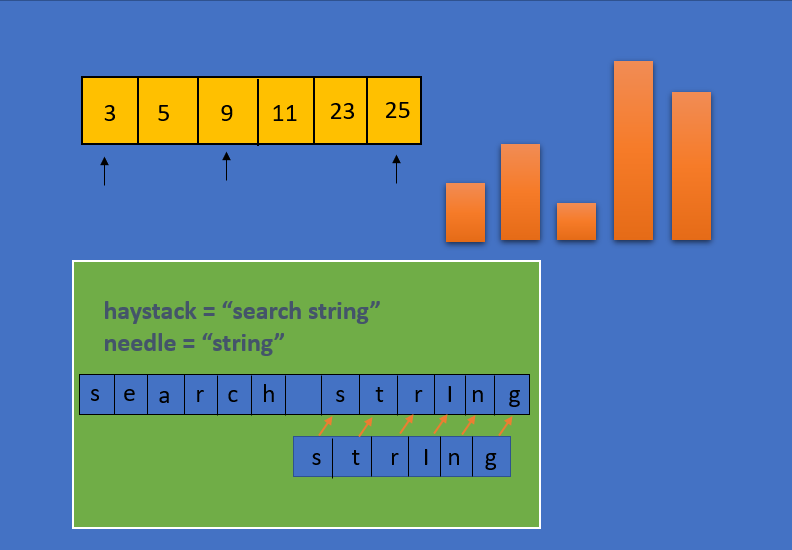 3 5 9 11 23 25
haystack = “search string”
needle = “string”
s e a r c h s t r I n g
s t r I n g